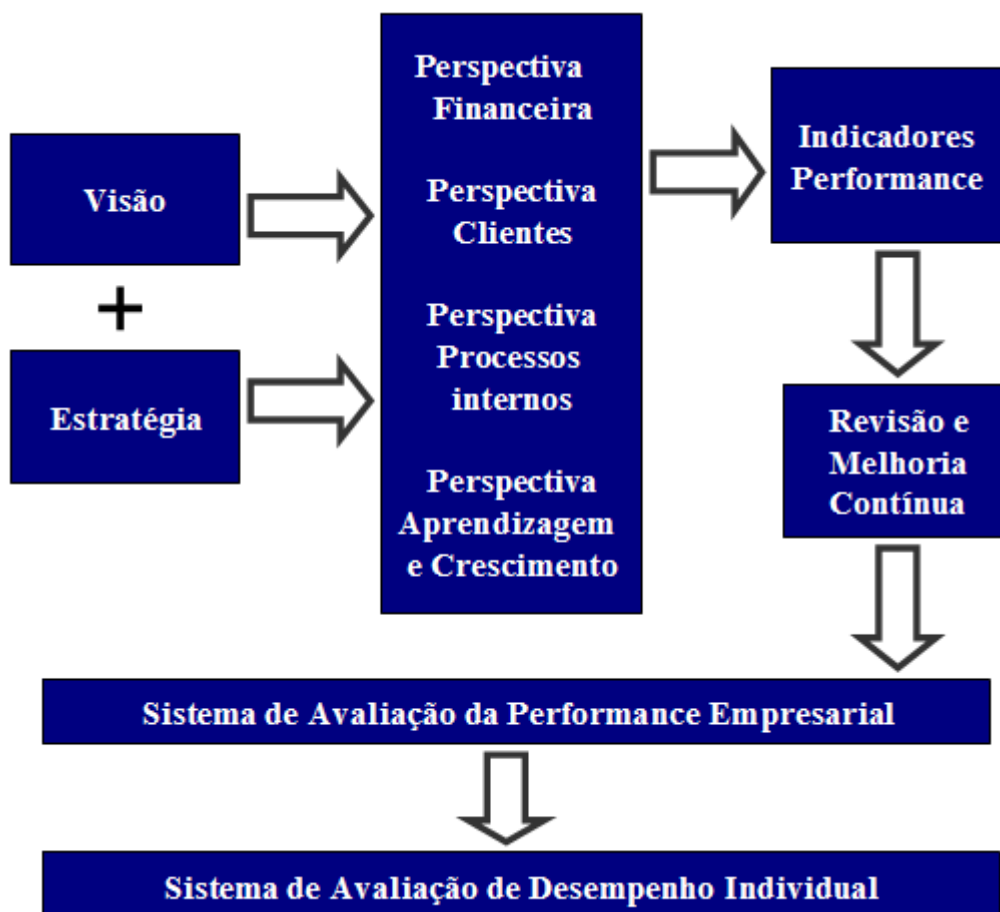 Visão
+
Estratégia
Perspectiva
Financeira
Perspectiva
Clientes
Perspectiva
Processos
internos
Perspectiva
Aprendizagem
e Crescimento
Indicadores
Performance
Revisão e
Melhoria
Contínua
Sistema de Avaliação da Performance Empresarial
Sistema de Avaliação de Desempenho Individual